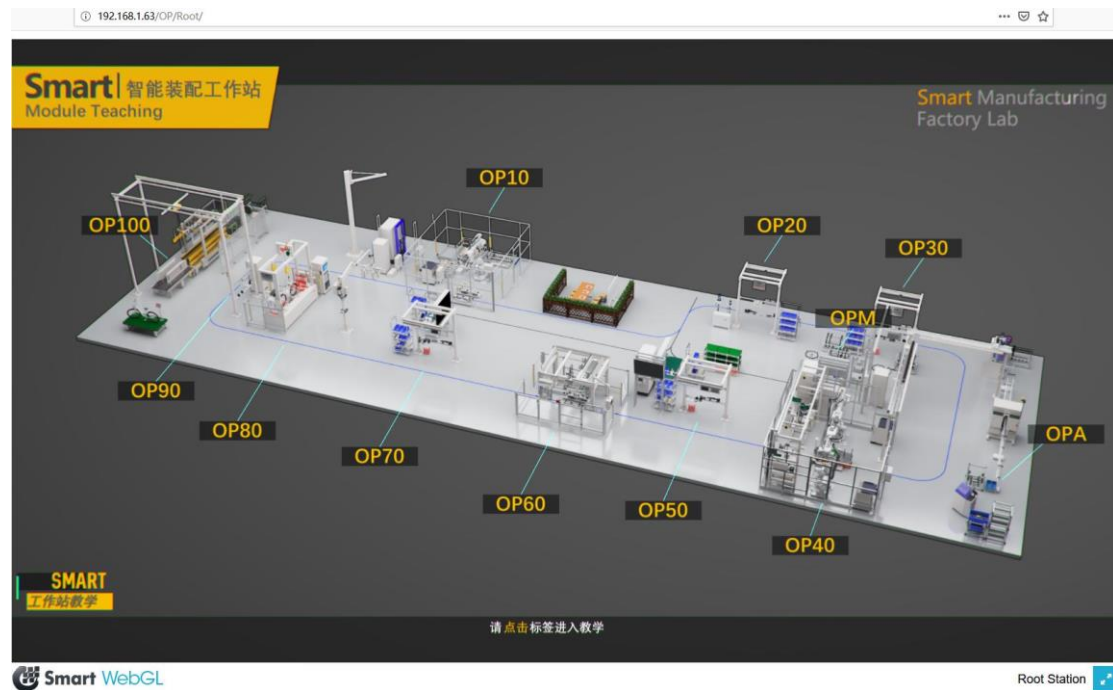 192.168.1.63/OP/Root/
Smart 智能装配工作站
Module Teaching
Smart Manufacturing
Factory Lab
OP10
OP100
OP20
OP30
OPM
OP90
OP80
OP70
OP60
OP50
OP40
OPA
SMART
工作站教学
请点击标签进入教学
Smart WebGL
Root Station